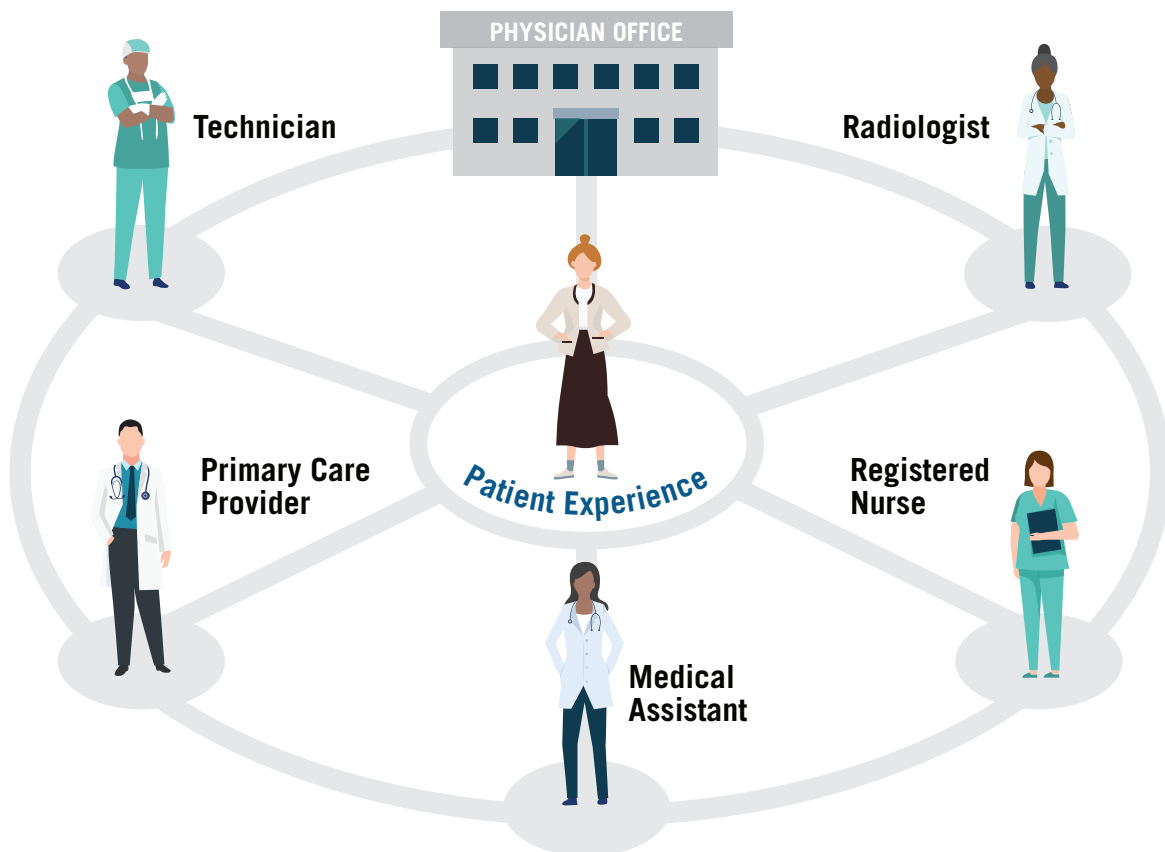 PHYSICIAN OFFICE
Technician
Radiologist
Primary Care
Provider
Patient Experience
Registered
Nurse
Medical
Assistant